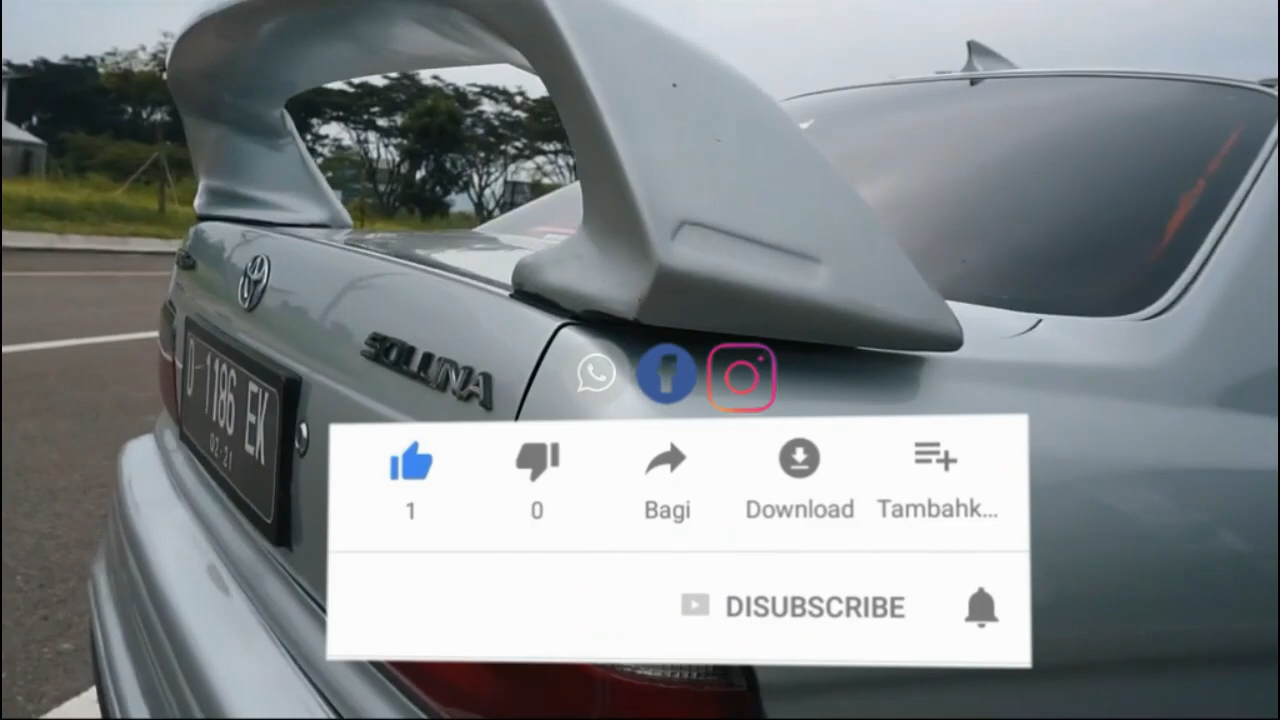 SOLUNA
D 1186 EK
02·21
1
0
Bagi
Download
Tambahk...
DISUBSCRIBE